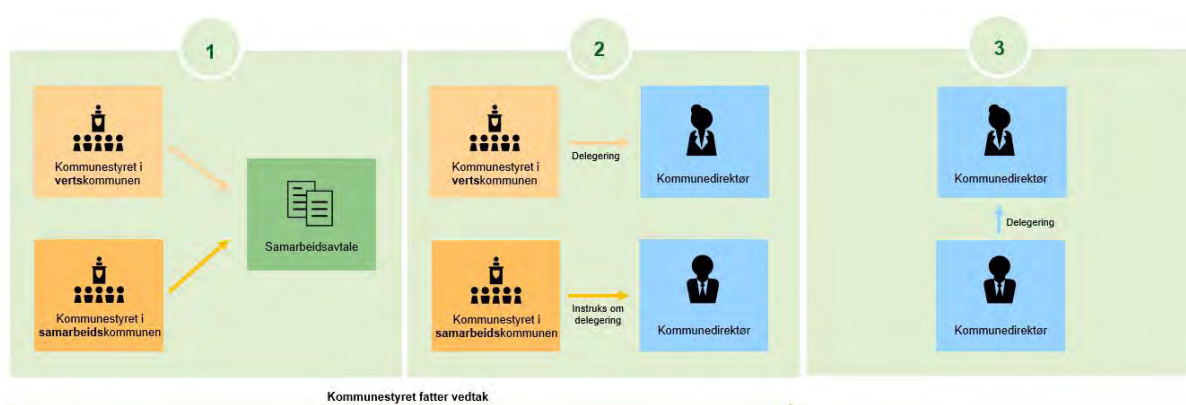 1
Kommunestyret i
vertskommunen
Samarbeidsavtale
Kommunestyret i
samarbeidskommunen
2
Kommunestyret i
vertskommunen
Delegering
Kommunedirektør
Kommunestyret i
samarbeidskommunen
Instruks om
delegering
Kommunedirektør
3
Kommunedirektør
Delegering
Kommunedirektør
Kommunestyret fatter vedtak